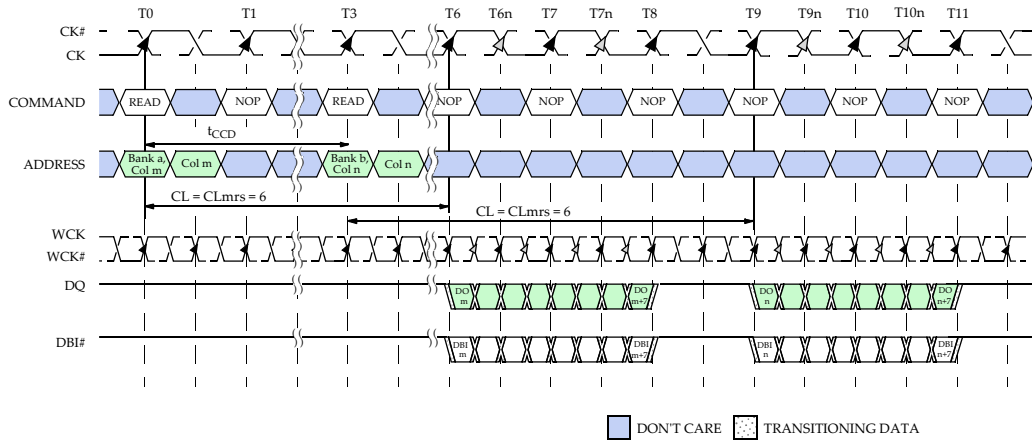 T0 T1 T3 T6 T6n T7 T7n T8 T9 T9n T10 T10n T11
CK#
CK
COMMAND READ NOP READ NOP NOP NOP NOP NOP NOP
tCCD
ADDRESS Bank a, Col m Col m Bank b, Col n Col n
CL = CLmrs = 6
CL = CLmrs = 6
WCK
WCK#
DQ DO m DO m+7 DO n DO n+7
DBI# DBI m DBI m+7 DBI n DBI n+7
DON'T CARE TRANSITIONING DATA